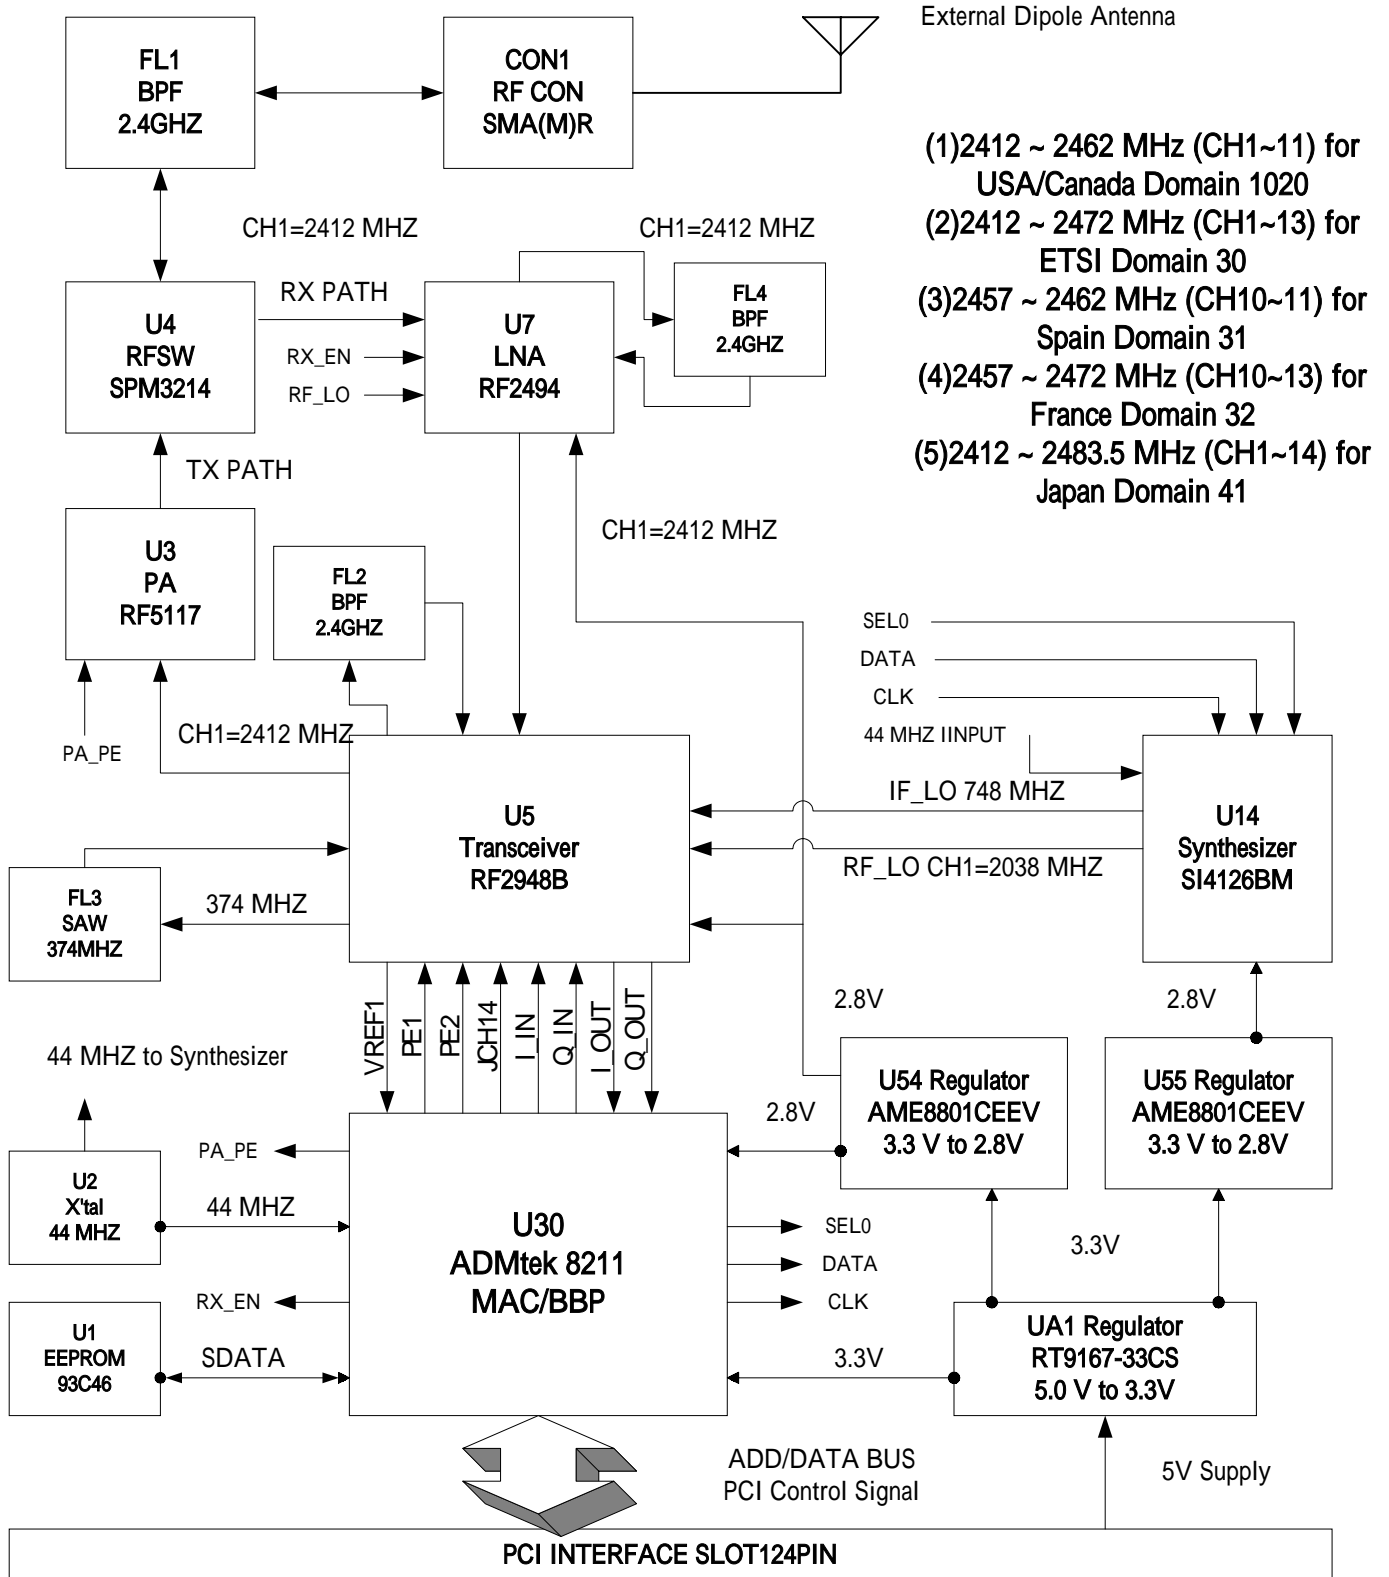 External Dipole Antenna
FL1
BPF
2.4GHZ
CON1
RF CON
SMA(M)R
(1)2412 ~ 2462 MHz (CH1~11) for
USA/Canada Domain 1020
(2)2412 ~ 2472 MHz (CH1~13) for
ETSI Domain 30
(3)2457 ~ 2462 MHz (CH10~11) for
Spain Domain 31
(4)2457 ~ 2472 MHz (CH10~13) for
France Domain 32
(5)2412 ~ 2483.5 MHz (CH1~14) for
Japan Domain 41
CH1=2412 MHZ
CH1=2412 MHZ
U4
RFSW
SPM3214
RX PATH
RX_EN
RF_LO
U7
LNA
RF2494
FL4
BPF
2.4GHZ
TX PATH
CH1=2412 MHZ
U3
PA
RF5117
FL2
BPF
2.4GHZ
SEL0
DATA
CLK
44 MHZ IINPUT
PA_PE
CH1=2412 MHZ
U5
Transceiver
RF2948B
IF_LO 748 MHZ
RF_LO CH1=2038 MHZ
U14
Synthesizer
SI4126BM
FL3
SAW
374MHZ
374 MHZ
VREF1
PE1
PE2
JCH14
I_IN
Q_IN
I_OUT
Q_OUT
2.8V
2.8V
44 MHZ to Synthesizer
U54 Regulator
AME8801CEEV
3.3 V to 2.8V
U55 Regulator
AME8801CEEV
3.3 V to 2.8V
2.8V
PA_PE
U2
X'tal
44 MHZ
44 MHZ
U30
ADMtek 8211
MAC/BBP
SEL0
DATA
CLK
3.3V
RX_EN
U1
EEPROM
93C46
SDATA
3.3V
UA1 Regulator
RT9167-33CS
5.0 V to 3.3V
ADD/DATA BUS
PCI Control Signal
5V Supply
PCI INTERFACE SLOT124PIN